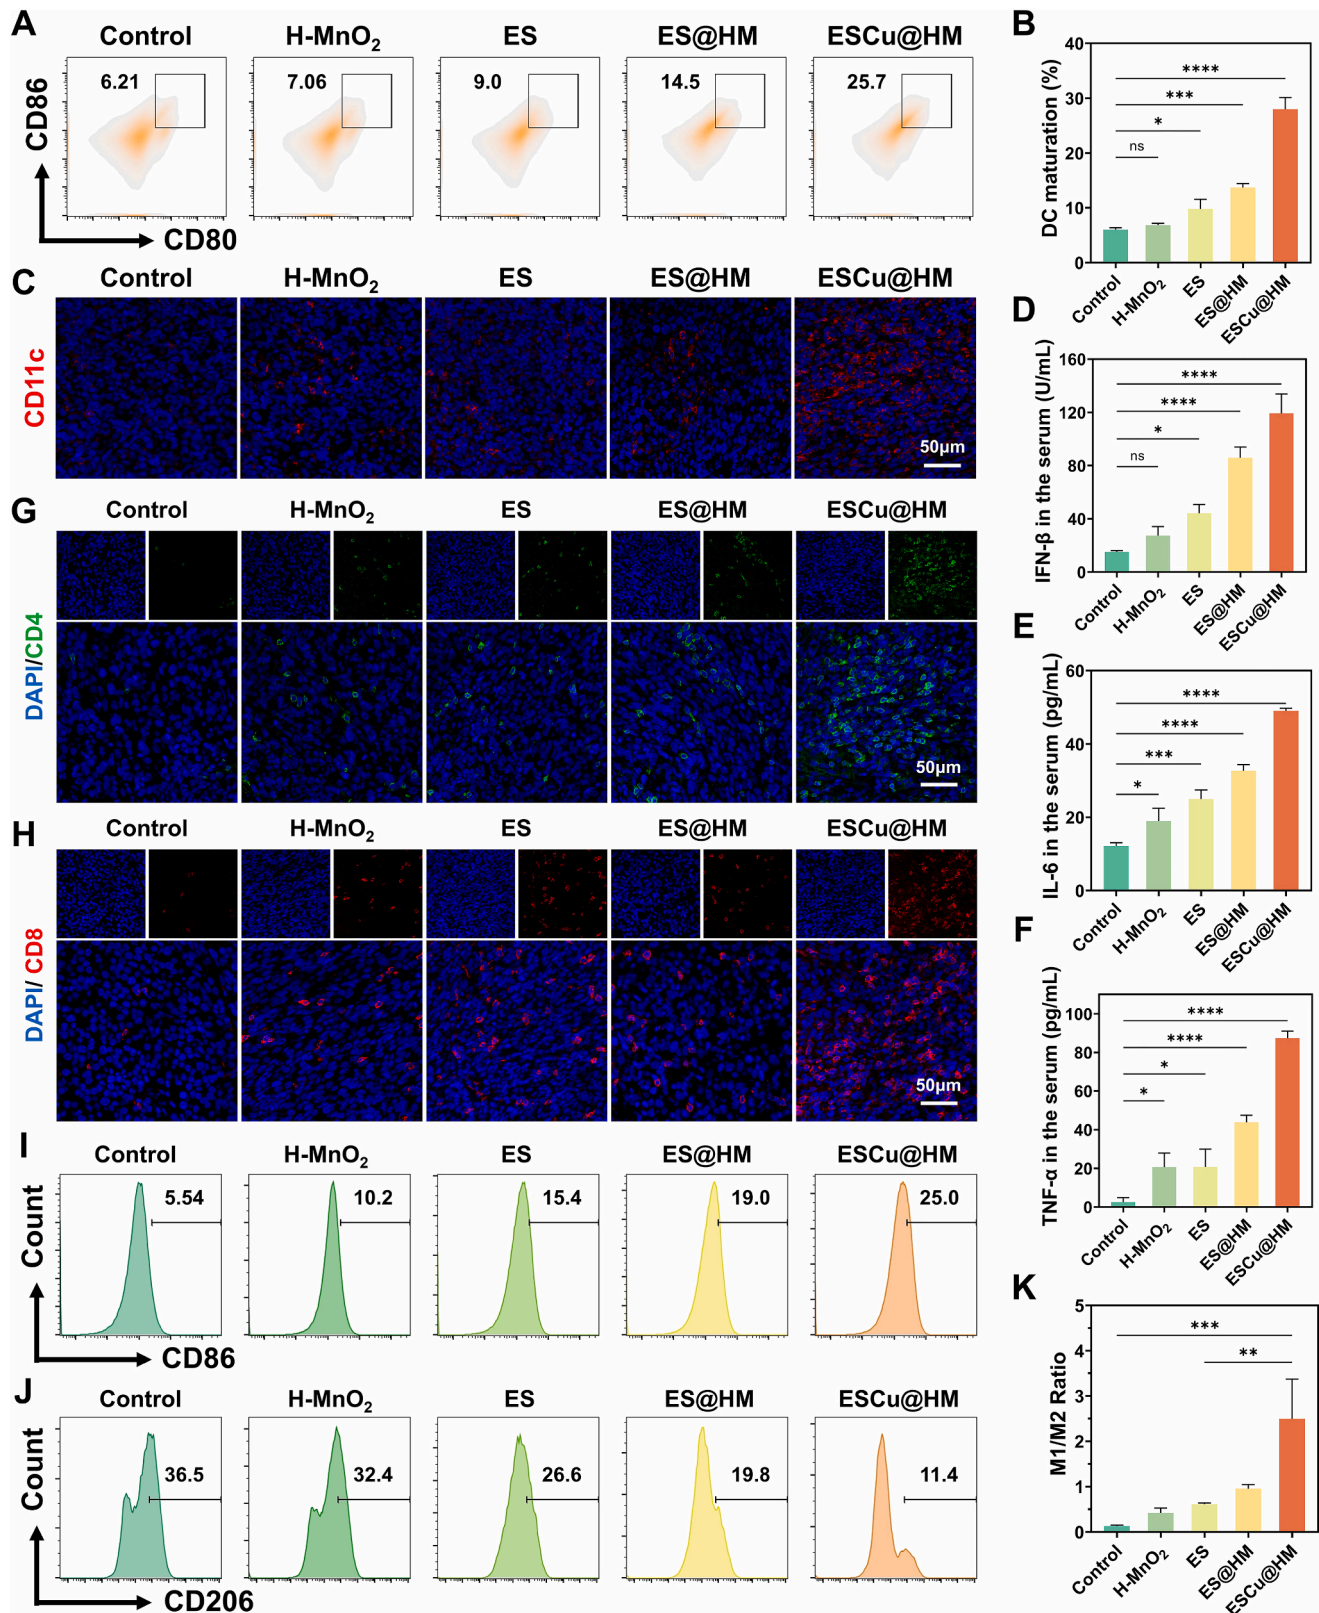 A
Control H-MnO2 ES ES@HM ESCu@HM
6.21 7.06 9.0 14.5 25.7
CD86
CD80
B
DC maturation (%)
40
30
20
10
0
****
***
*
ns
Control H-MnO2 ES ES@HM ESCu@HM
C
Control H-MnO2 ES ES@HM ESCu@HM
CD11c
50μm
D
IFN-β in the serum (U/mL)
160
120
80
40
0
****
****
*
ns
Control H-MnO2 ES ES@HM ESCu@HM
G
Control H-MnO2 ES ES@HM ESCu@HM
DAPI/CD4
50μm
E
IL-6 in the serum (pg/mL)
60
40
20
0
****
****
***
*
Control H-MnO2 ES ES@HM ESCu@HM
H
Control H-MnO2 ES ES@HM ESCu@HM
DAPI/ CD8
50μm
F
TNF-α in the serum (pg/mL)
100
80
60
40
20
0
****
****
*
*
Control H-MnO2 ES ES@HM ESCu@HM
I
Control H-MnO2 ES ES@HM ESCu@HM
5.54 10.2 15.4 19.0 25.0
Count
CD86
J
Control H-MnO2 ES ES@HM ESCu@HM
36.5 32.4 26.6 19.8 11.4
Count
CD206
K
M1/M2 Ratio
5
4
3
2
1
0
***
**
Control H-MnO2 ES ES@HM ESCu@HM